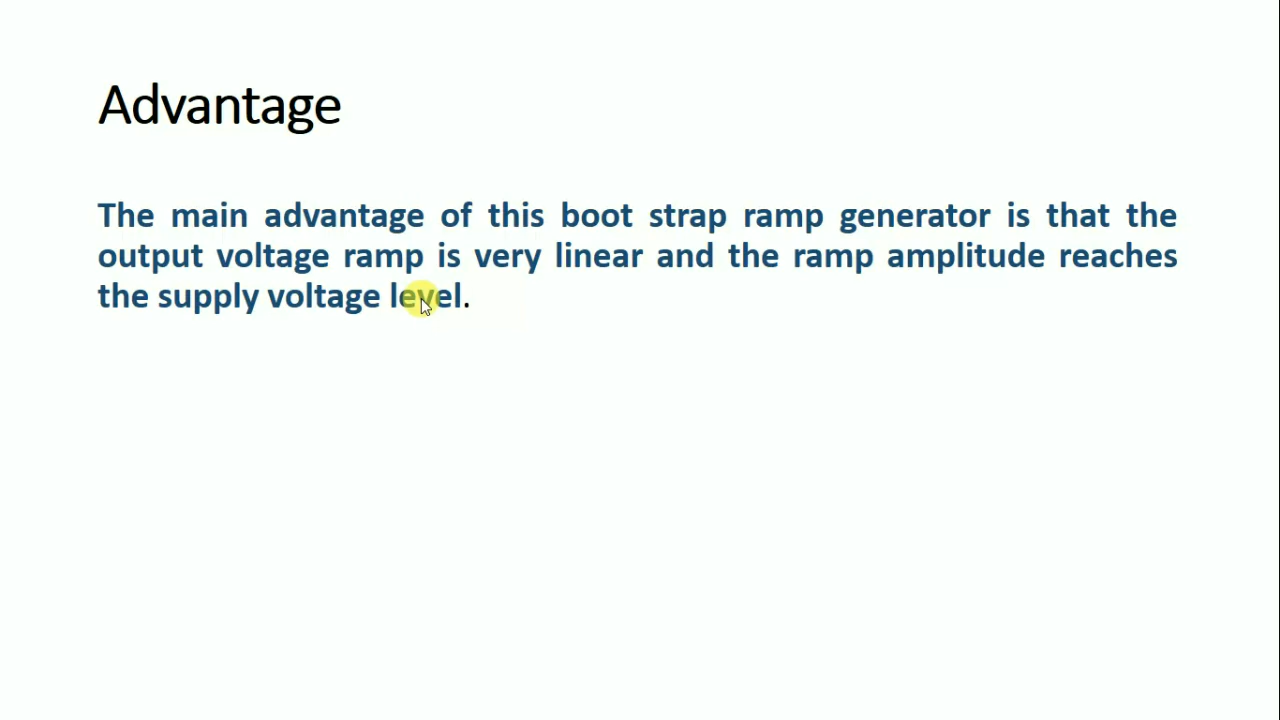 Advantage
The main advantage of this boot strap ramp generator is that the
output voltage ramp is very linear and the ramp amplitude reaches
the supply voltage level.